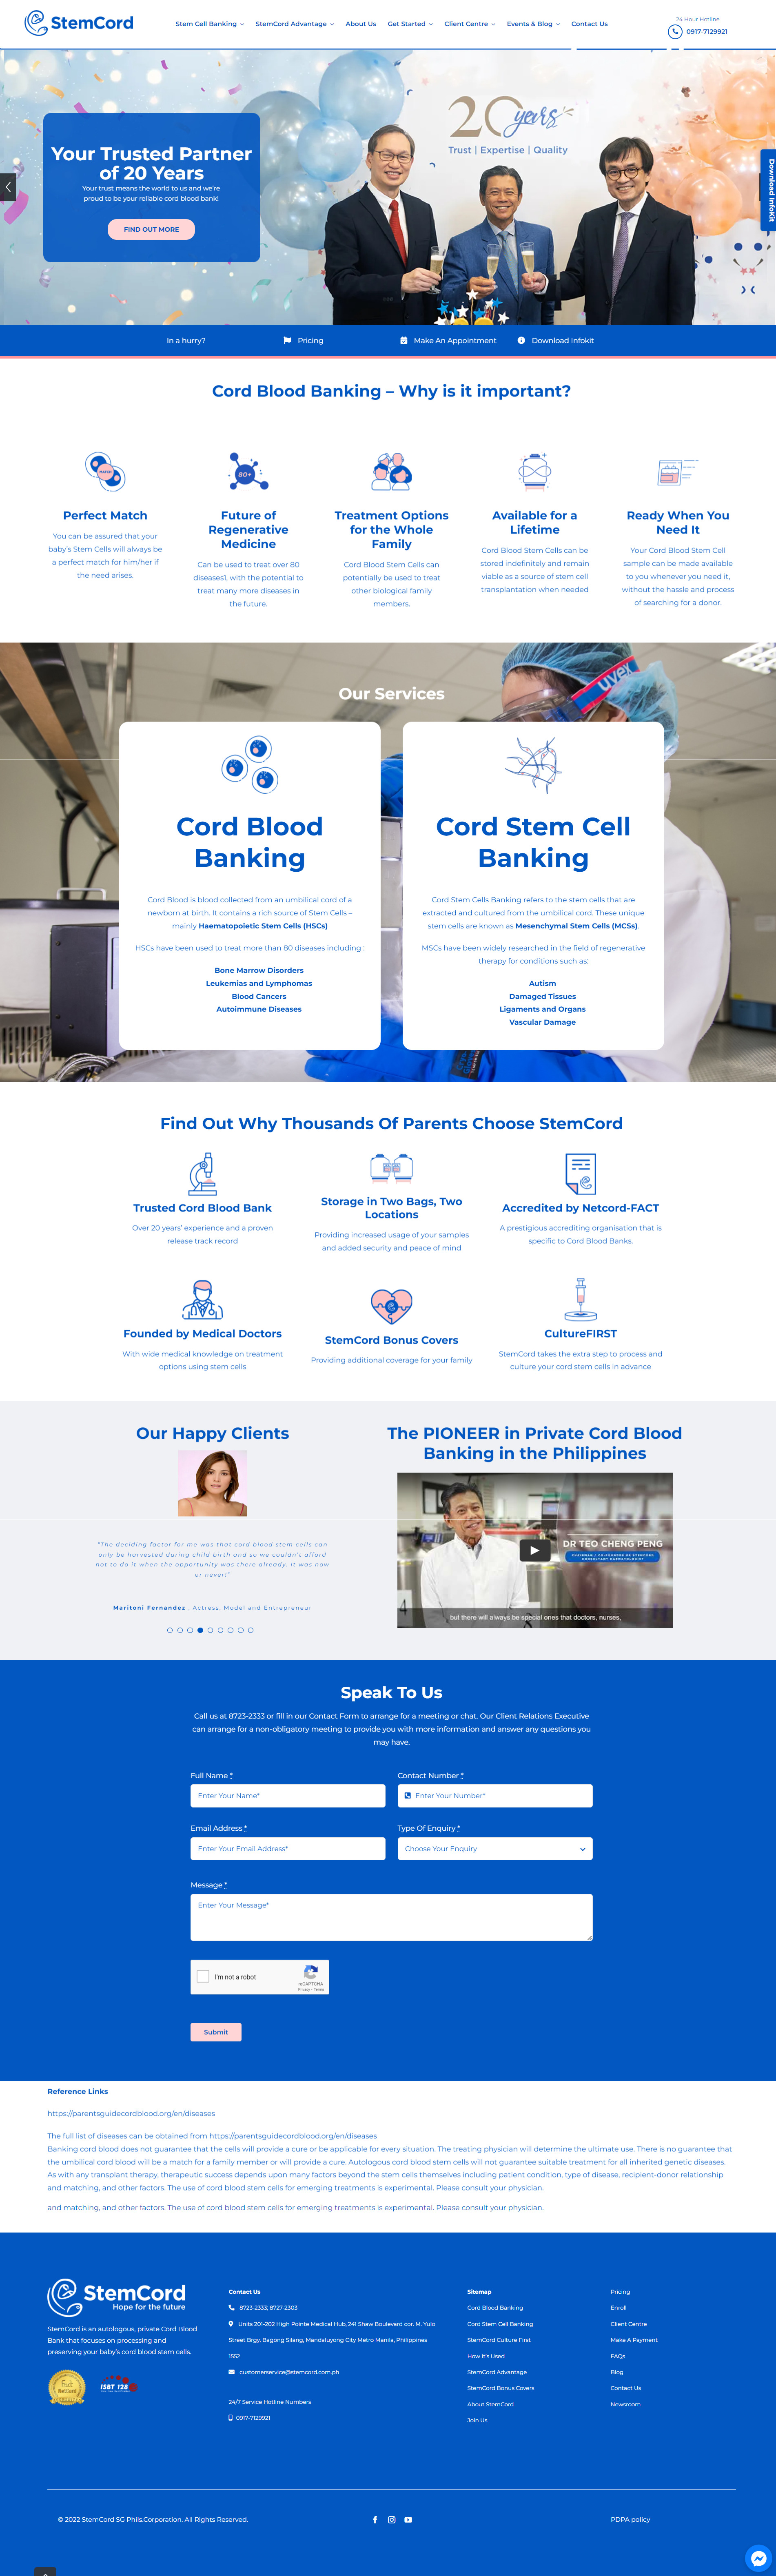 StemCord
Stem Cell Banking
StemCord Advantage
About Us
Get Started
Client Centre
Events & Blog
Contact Us
24 Hour Hotline
0917-7129921
20 years
Trust | Expertise | Quality
Your Trusted Partner
of 20 Years
Your trust means the world to us and we're
proud to be your reliable cord blood bank!
FIND OUT MORE
Download InfoKit
In a hurry?
Pricing
Make An Appointment
Download Infokit
Cord Blood Banking – Why is it important?
MATCH
Perfect Match
You can be assured that your
baby's Stem Cells will always be
a perfect match for him/her if
the need arises.
80+
Future of
Regenerative
Medicine
Can be used to treat over 80
diseases1, with the potential to
treat many more diseases in
the future.
Treatment Options
for the Whole
Family
Cord Blood Stem Cells can
potentially be used to treat
other biological family
members.
Available for a
Lifetime
Cord Blood Stem Cells can be
stored indefinitely and remain
viable as a source of stem cell
transplantation when needed
Ready When You
Need It
Your Cord Blood Stem Cell
sample can be made available
to you whenever you need it,
without the hassle and process
of searching for a donor.
uvex
Our Services
Cord Blood
Banking
Cord Blood is blood collected from an umbilical cord of a
newborn at birth. It contains a rich source of Stem Cells –
mainly Haematopoietic Stem Cells (HSCs)
HSCs have been used to treat more than 80 diseases including :
Bone Marrow Disorders
Leukemias and Lymphomas
Blood Cancers
Autoimmune Diseases
Cord Stem Cell
Banking
Cord Stem Cells Banking refers to the stem cells that are
extracted and cultured from the umbilical cord. These unique
stem cells are known as Mesenchymal Stem Cells (MCSs).
MSCs have been widely researched in the field of regenerative
therapy for conditions such as:
Autism
Damaged Tissues
Ligaments and Organs
Vascular Damage
Find Out Why Thousands Of Parents Choose StemCord
Trusted Cord Blood Bank
Over 20 years' experience and a proven
release track record
Storage in Two Bags, Two
Locations
Providing increased usage of your samples
and added security and peace of mind
Accredited by Netcord-FACT
A prestigious accrediting organisation that is
specific to Cord Blood Banks.
Founded by Medical Doctors
With wide medical knowledge on treatment
options using stem cells
StemCord Bonus Covers
Providing additional coverage for your family
CultureFIRST
StemCord takes the extra step to process and
culture your cord stem cells in advance
Our Happy Clients
"The deciding factor for me was that cord blood stem cells can
only be harvested during child birth and so we couldn't afford
not to do it when the opportunity was there already. It was now
or never!"
Maritoni Fernandez , Actress, Model and Entrepreneur
The PIONEER in Private Cord Blood
Banking in the Philippines
DR TEO CHENG PENG
CHAIRMAN / CO-FOUNDER OF STEMCORD
CONSULTANT HAEMATOLOGIST
but there will always be special ones that doctors, nurses,
Speak To Us
Call us at 8723-2333 or fill in our Contact Form to arrange for a meeting or chat. Our Client Relations Executive
can arrange for a non-obligatory meeting to provide you with more information and answer any questions you
may have.
Full Name *
Enter Your Name*
Contact Number *
Enter Your Number*
Email Address *
Enter Your Email Address*
Type Of Enquiry *
Choose Your Enquiry
Message *
Enter Your Message*
I'm not a robot
reCAPTCHA
Privacy - Terms
Submit
Reference Links
https://parentsguidecordblood.org/en/diseases
The full list of diseases can be obtained from https://parentsguidecordblood.org/en/diseases
Banking cord blood does not guarantee that the cells will provide a cure or be applicable for every situation. The treating physician will determine the ultimate use. There is no guarantee that
the umbilical cord blood will be a match for a family member or will provide a cure. Autologous cord blood stem cells will not guarantee suitable treatment for all inherited genetic diseases.
As with any transplant therapy, therapeutic success depends upon many factors beyond the stem cells themselves including patient condition, type of disease, recipient-donor relationship
and matching, and other factors. The use of cord blood stem cells for emerging treatments is experimental. Please consult your physician.
and matching, and other factors. The use of cord blood stem cells for emerging treatments is experimental. Please consult your physician.
StemCord
Hope for the future
StemCord is an autologous, private Cord Blood
Bank that focuses on processing and
preserving your baby's cord blood stem cells.
ISBT 128
Contact Us
8723-2333; 8727-2303
Units 201-202 High Pointe Medical Hub, 241 Shaw Boulevard cor. M. Yulo
Street Brgy. Bagong Silang, Mandaluyong City Metro Manila, Philippines
1552
customerservice@stemcord.com.ph
24/7 Service Hotline Numbers
0917-7129921
Sitemap
Cord Blood Banking
Cord Stem Cell Banking
StemCord Culture First
How It's Used
StemCord Advantage
StemCord Bonus Covers
About StemCord
Join Us
Pricing
Enroll
Client Centre
Make A Payment
FAQs
Blog
Contact Us
Newsroom
© 2022 StemCord SG Phils.Corporation. All Rights Reserved.
PDPA policy